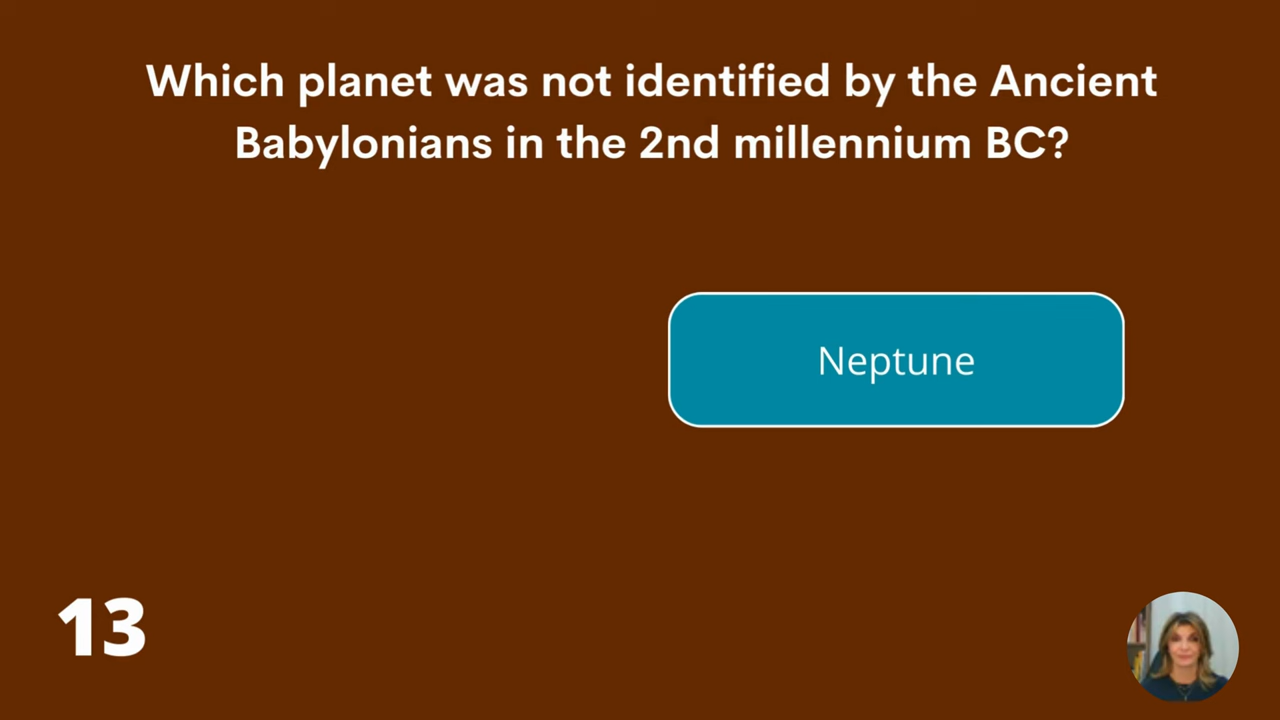 Which planet was not identified by the Ancient
Babylonians in the 2nd millennium BC?
Neptune
13